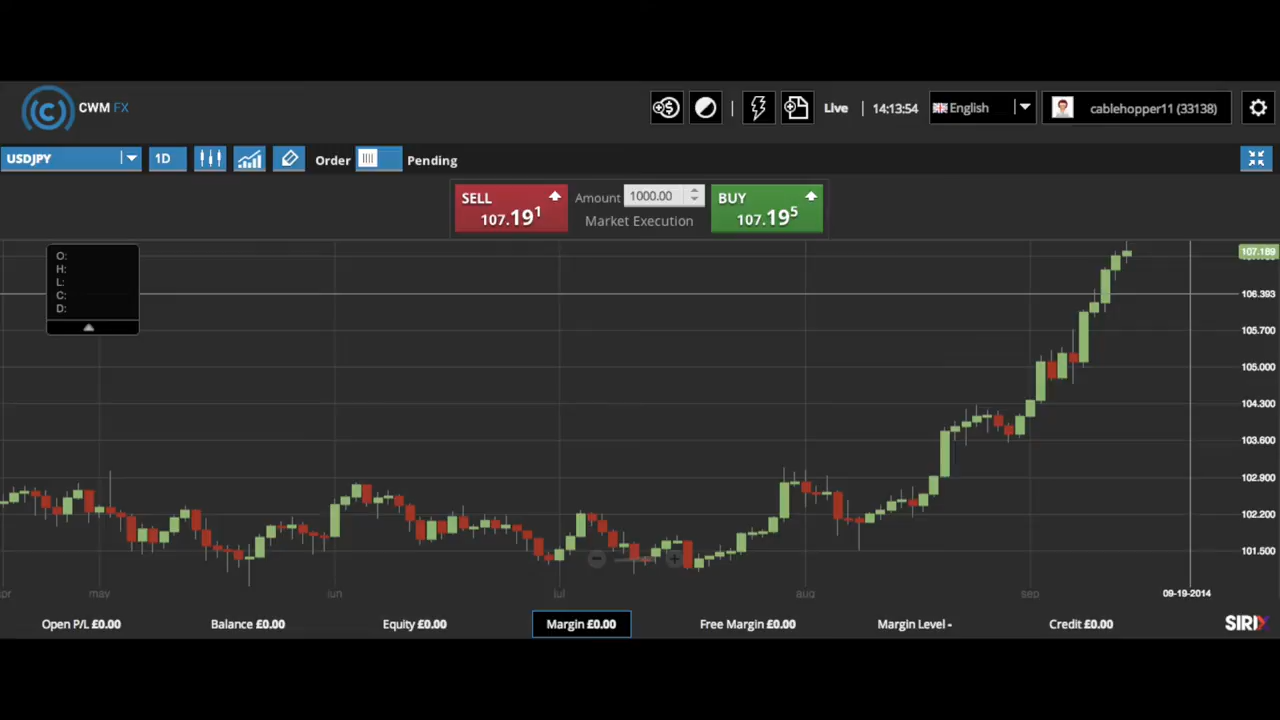 CWM FX
Live
14:13:54
English
cablehopper11 (33138)
USDJPY
1D
Order
Pending
SELL
107.191
Amount
1000.00
Market Execution
BUY
107.195
O:
H:
L:
C:
D:
107.189
106.393
105.700
105.000
104.300
103.600
102.900
102.200
101.500
may
jun
jul
aug
sep
09-19-2014
Open P/L £0.00
Balance £0.00
Equity £0.00
Margin £0.00
Free Margin £0.00
Margin Level -
Credit £0.00
SIRIX